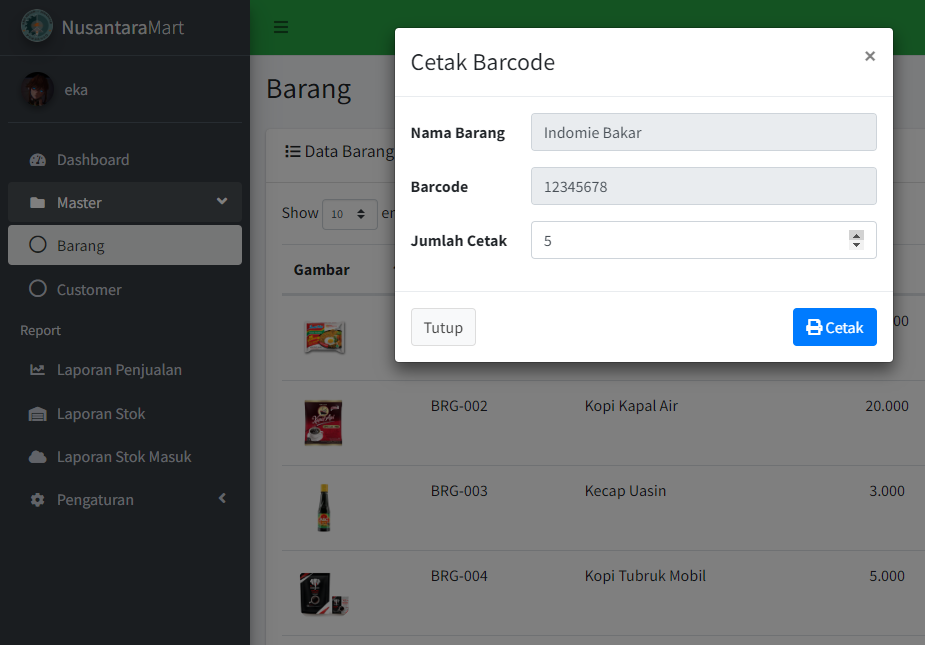 NusantaraMart
eka
Dashboard
Master
Barang
Customer
Report
Laporan Penjualan
Laporan Stok
Laporan Stok Masuk
Pengaturan
Barang
Data Barang
Show 10 en
Gambar
Cetak Barcode
×
Nama Barang Indomie Bakar
Barcode 12345678
Jumlah Cetak 5
Tutup Cetak
00
BRG-002 Kopi Kapal Air 20.000
BRG-003 Kecap Uasin 3.000
BRG-004 Kopi Tubruk Mobil 5.000